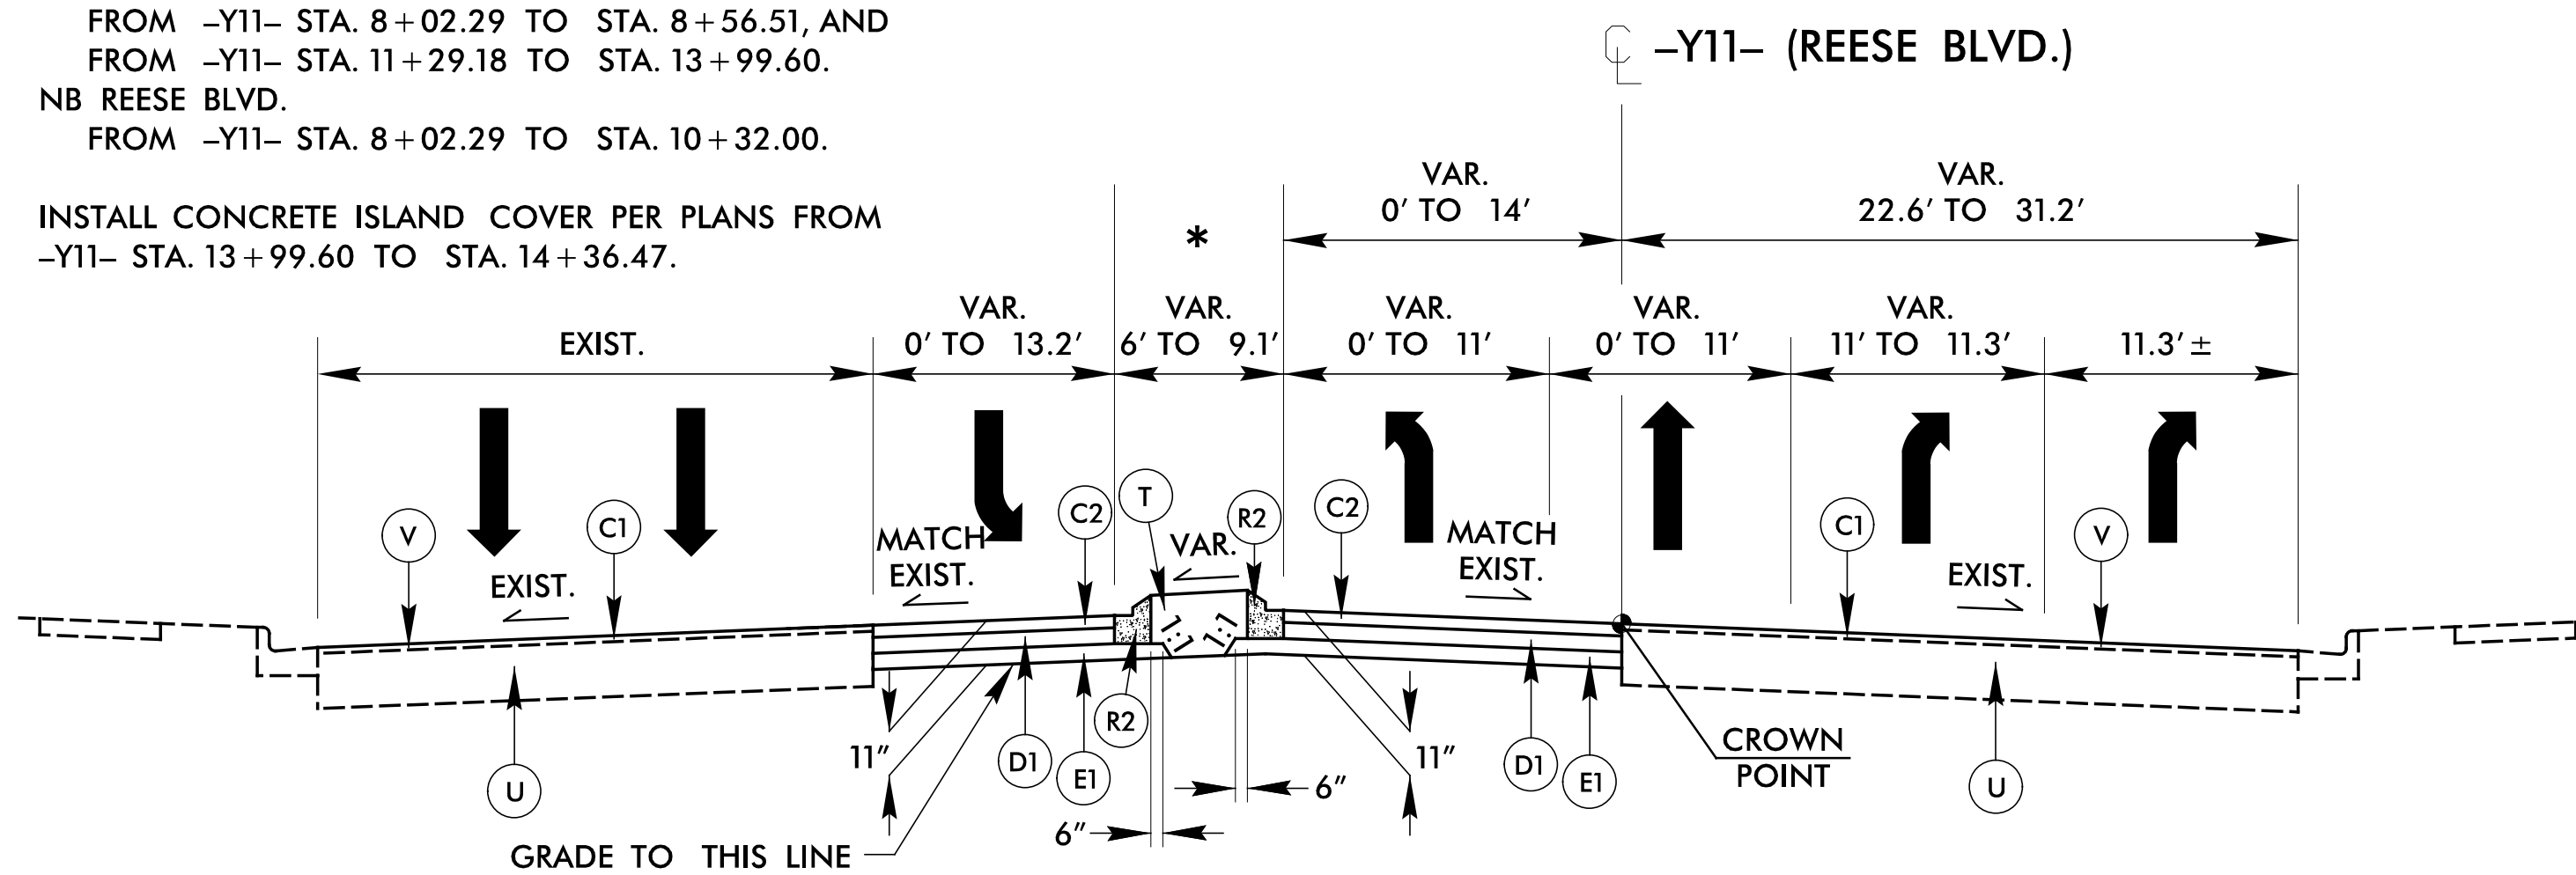 FROM –Y11– STA. 8+02.29 TO STA. 8+56.51, AND
FROM –Y11– STA. 11+29.18 TO STA. 13+99.60.
NB REESE BLVD.
FROM –Y11– STA. 8+02.29 TO STA. 10+32.00.
INSTALL CONCRETE ISLAND COVER PER PLANS FROM
–Y11– STA. 13+99.60 TO STA. 14+36.47.
CL –Y11– (REESE BLVD.)
VAR.
0' TO 14'
VAR.
22.6' TO 31.2'
*
EXIST.
VAR.
0' TO 13.2'
VAR.
6' TO 9.1'
VAR.
0' TO 11'
VAR.
0' TO 11'
VAR.
11' TO 11.3'
11.3' ±
V
C1
C2
T
R2
C2
C1
V
EXIST.
MATCH
EXIST.
VAR.
MATCH
EXIST.
EXIST.
1:1
1:1
U
11"
D1
E1
R2
6"
6"
11"
D1
E1
CROWN
POINT
U
GRADE TO THIS LINE